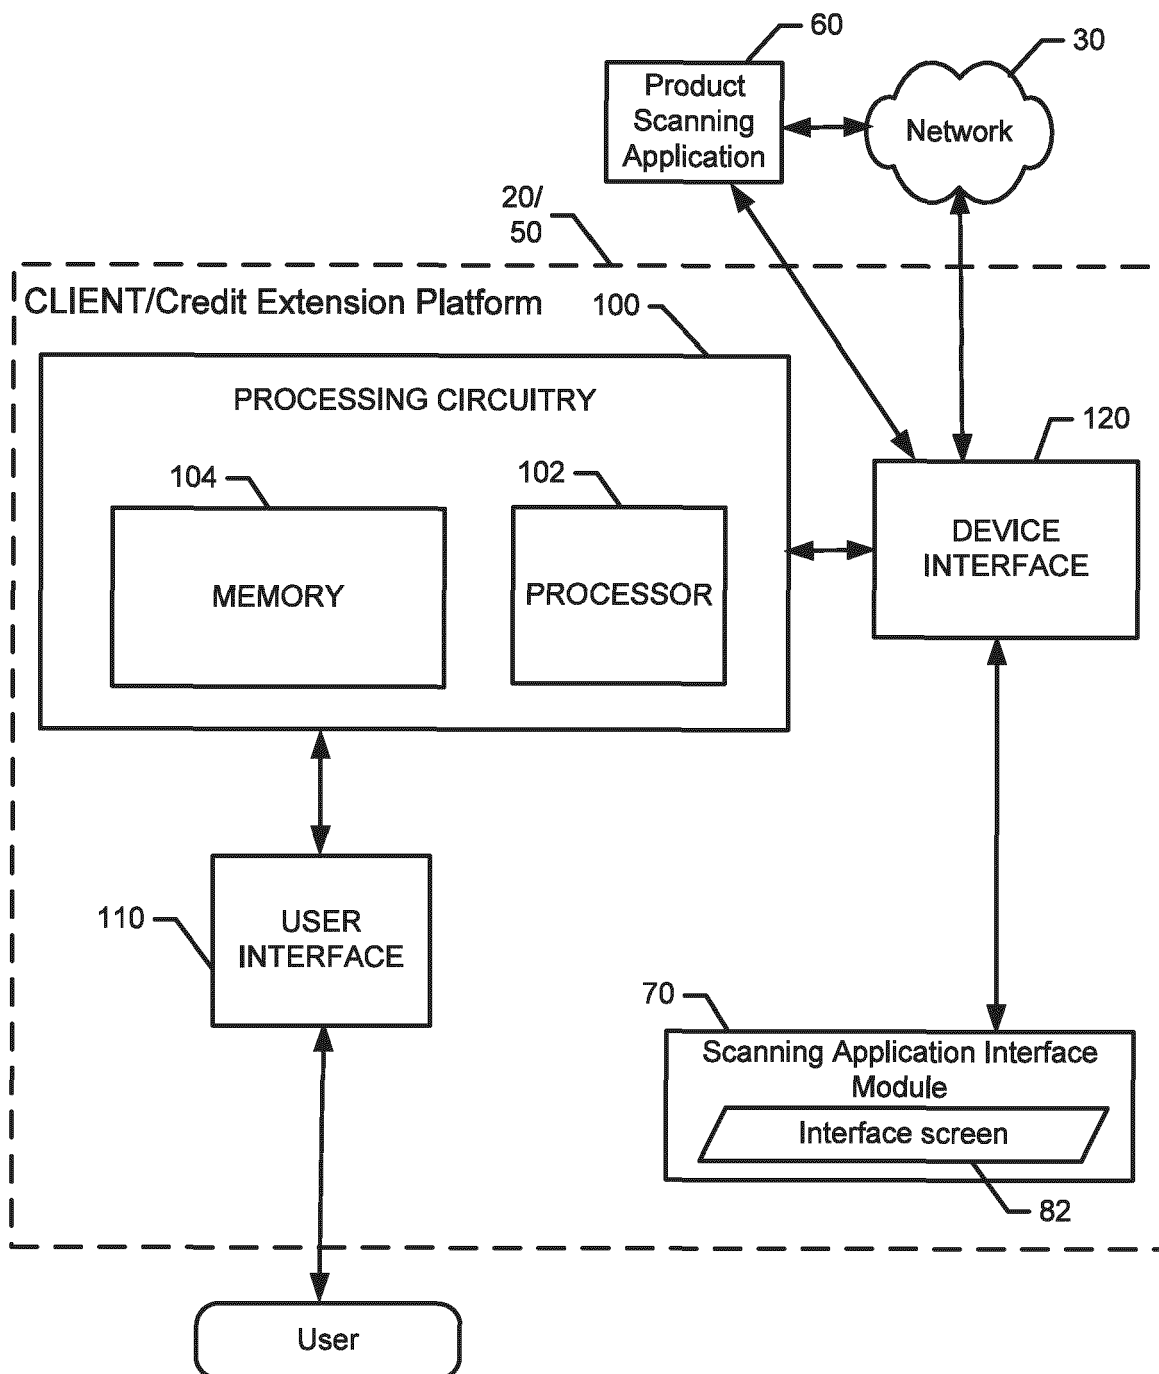 60
30
Product
Scanning
Application
Network
20/
50
CLIENT/Credit Extension Platform
100
PROCESSING CIRCUITRY
120
104
102
DEVICE
INTERFACE
MEMORY
PROCESSOR
110
USER
INTERFACE
70
Scanning Application Interface
Module
Interface screen
82
User